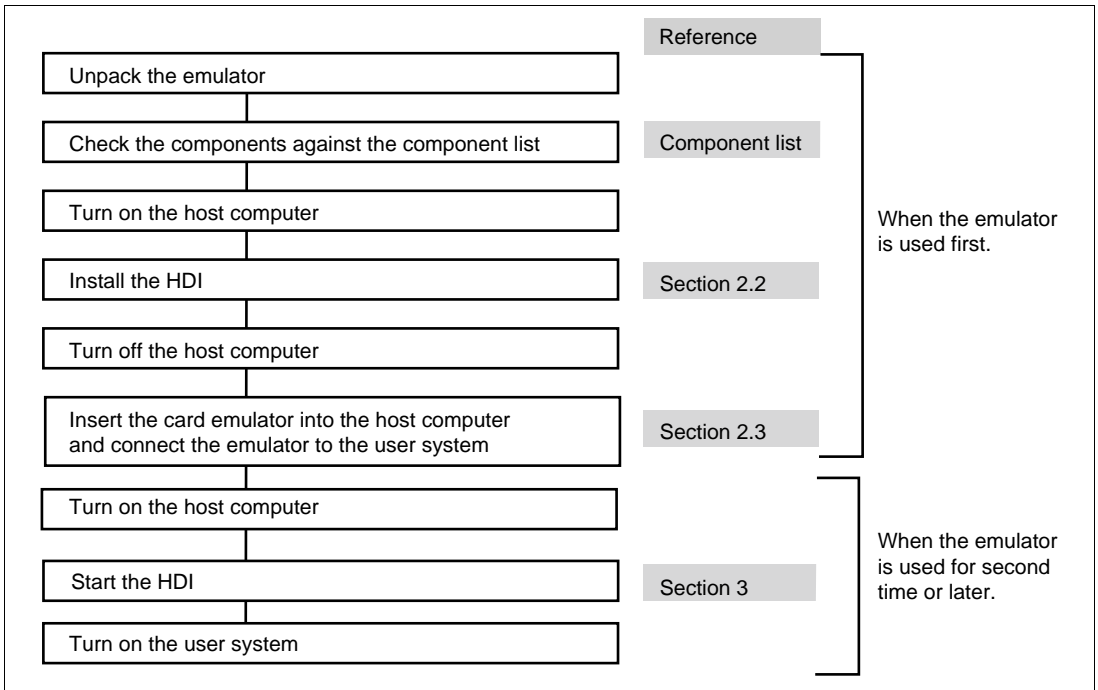 Reference
Unpack the emulator
Check the components against the component list
Component list
Turn on the host computer
When the emulator
is used first.
Install the HDI
Section 2.2
Turn off the host computer
Insert the card emulator into the host computer
and connect the emulator to the user system
Section 2.3
Turn on the host computer
When the emulator
is used for second
time or later.
Start the HDI
Section 3
Turn on the user system